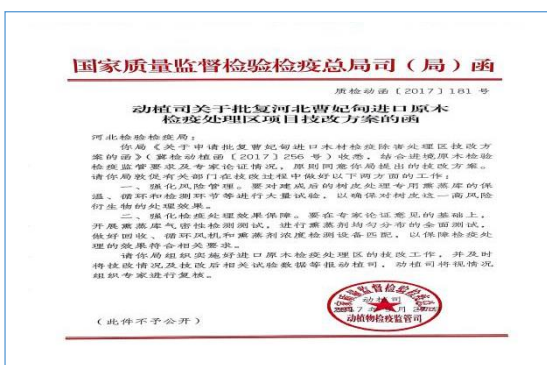 国家质量监督检验检疫总局司（局）函
质检动函［2017］181 号
动植司关于批复河北曹妃甸进口原木
检疫处理区项目技改方案的函
河北检验检疫局：
你局《关于申请批复曹妃甸进口木材检疫除害处理区技改方
案的函》（冀检动植函［2017］256 号）收悉，结合进境原木检验
检疫监管要求及专家论证情况，原则同意你局提出的技改方案。
请你局敦促有关部门在技改过程中做好以下两方面的工作：
一、强化风险管理。要对建成后的树皮处理专用熏蒸库的保
温、循环和检测环节等进行大量试验，以确保对树皮这一高风险
衍生物的处理效果。
二、强化检疫处理效果保障。要在专家论证意见的基础上，
开展熏蒸库气密性检测测试，进行熏蒸剂均匀分布的全面测试，
做好回收、循环风机和熏蒸剂浓度检测设备匹配，以保障检疫处
理的效果符合相关要求。
请你局组织实施好进口原木检疫处理区的技改工作，并及时
将技改情况及技改后相关试验数据等报动植司，动植司将视情况
组织专家进行复核。
动植司
动植物检疫监管司
（此件不予公开）